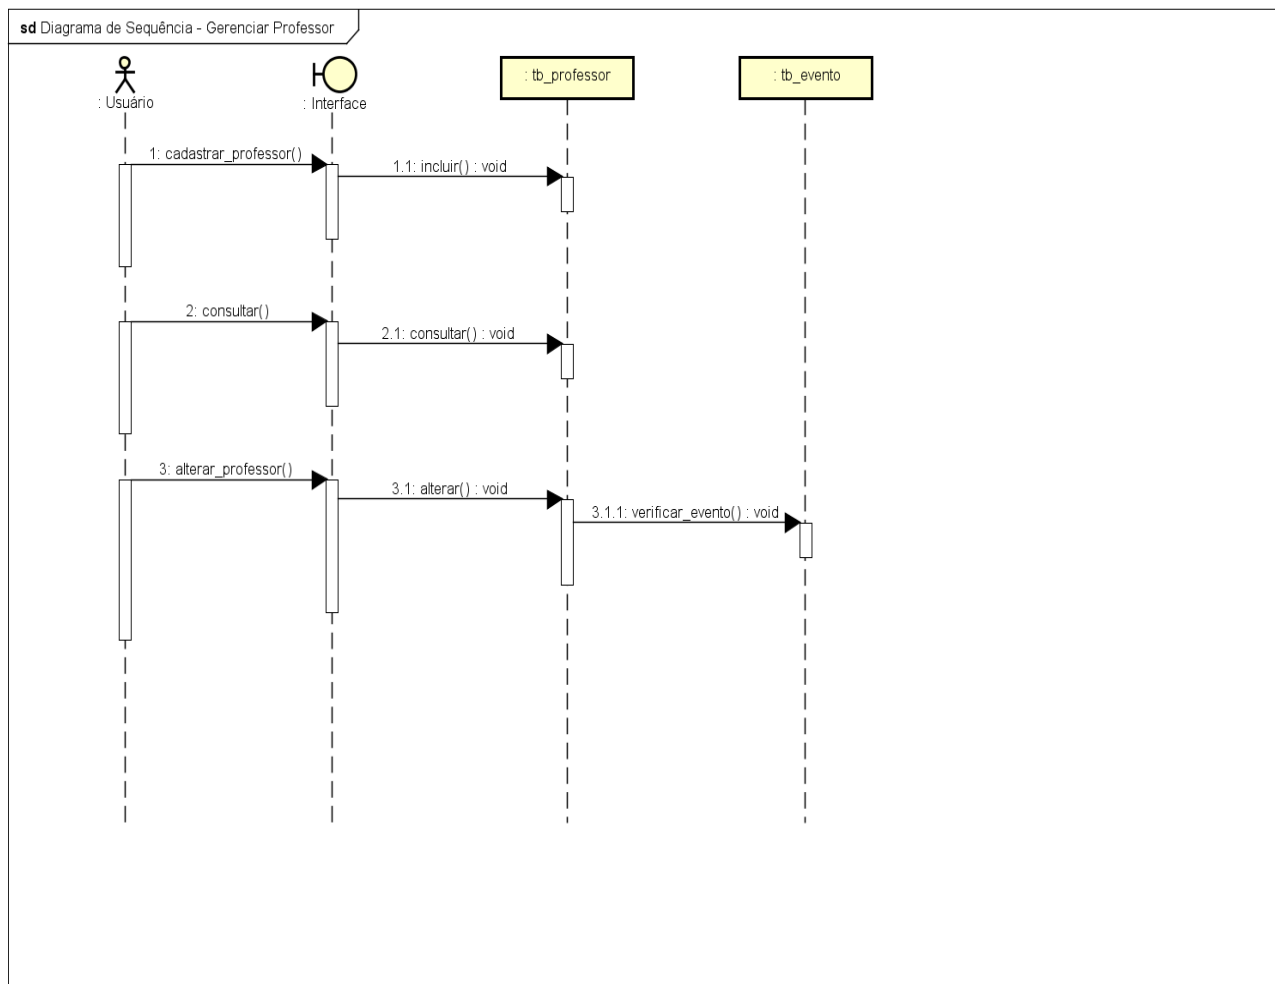 sd Diagrama de Sequência - Gerenciar Professor
: Usuário
: Interface
: tb_professor
: tb_evento
1: cadastrar_professor()
1.1: incluir() : void
2: consultar()
2.1: consultar() : void
3: alterar_professor()
3.1: alterar() : void
3.1.1: verificar_evento() : void